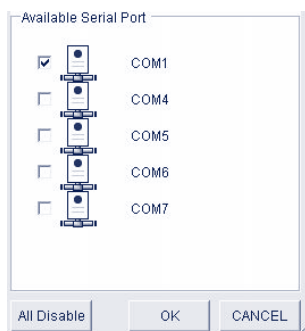 Available Serial Port
COM1
COM4
COM5
COM6
COM7
All Disable OK CANCEL